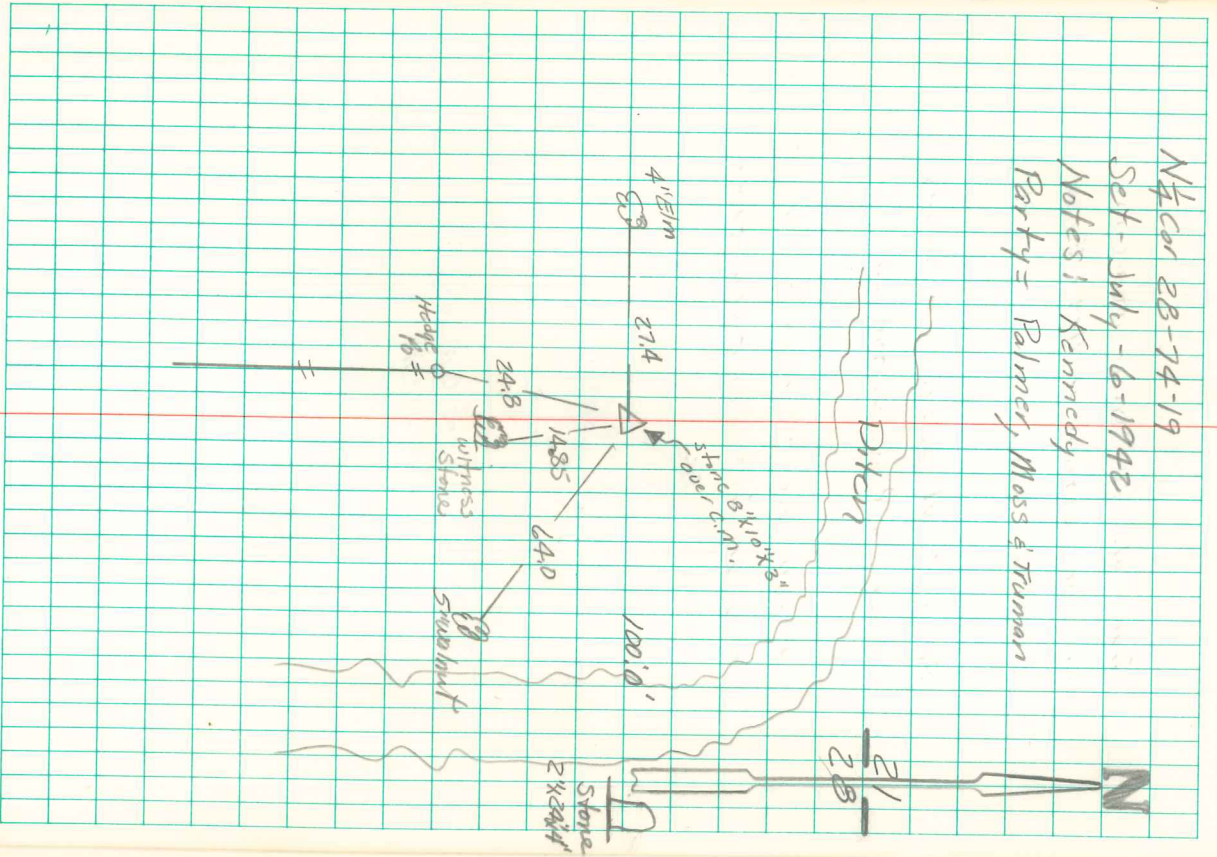 N¼ Cor 28-74-19
Set - July - 6 - 1942
Notes: Kennedy
Party = Palmer, Moss & Truman
N
21
28
Ditch
stone 8"x10"x3"
over c.m.
4" Elm
27.4
100.0'
Stone
24.8
14.85
64.0
Hedge
witness
stone
5" walnut